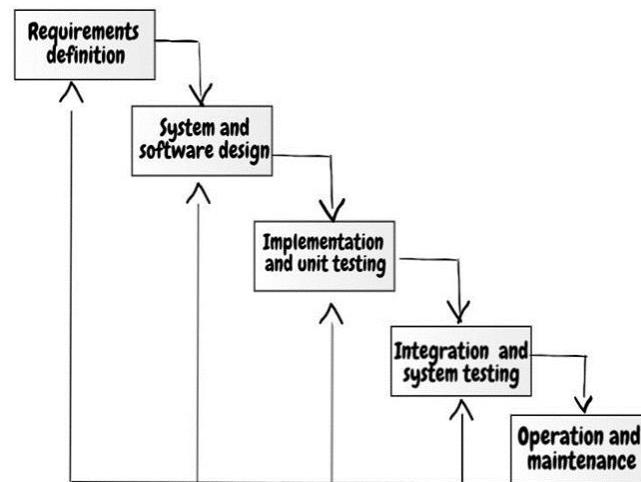 Requirements
definition
System and
software design
Implementation
and unit testing
Integration and
system testing
Operation and
maintenance